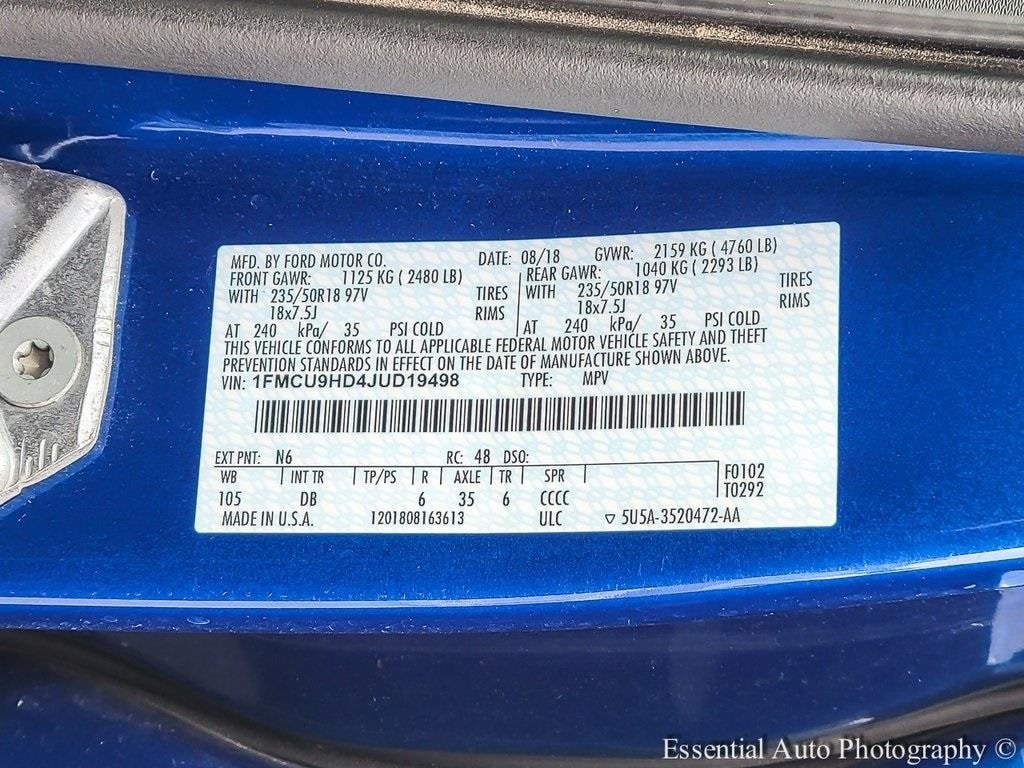 MFD. BY FORD MOTOR CO. DATE: 08/18 GVWR: 2159 KG ( 4760 LB)
FRONT GAWR: 1125 KG ( 2480 LB) REAR GAWR: 1040 KG ( 2293 LB)
WITH 235/50R18 97V TIRES WITH 235/50R18 97V TIRES
18x7.5J RIMS 18x7.5J RIMS
AT 240 kPa/ 35 PSI COLD AT 240 kPa/ 35 PSI COLD
THIS VEHICLE CONFORMS TO ALL APPLICABLE FEDERAL MOTOR VEHICLE SAFETY AND THEFT
PREVENTION STANDARDS IN EFFECT ON THE DATE OF MANUFACTURE SHOWN ABOVE.
VIN: 1FMCU9HD4JUD19498 TYPE: MPV
EXT PNT: N6 RC: 48 DSO:
WB INT TR TP/PS R AXLE TR SPR F0102
105 DB 6 35 6 CCCC T0292
MADE IN U.S.A. 1201808163613 ULC ▽ 5U5A-3520472-AA
Essential Auto Photography ©